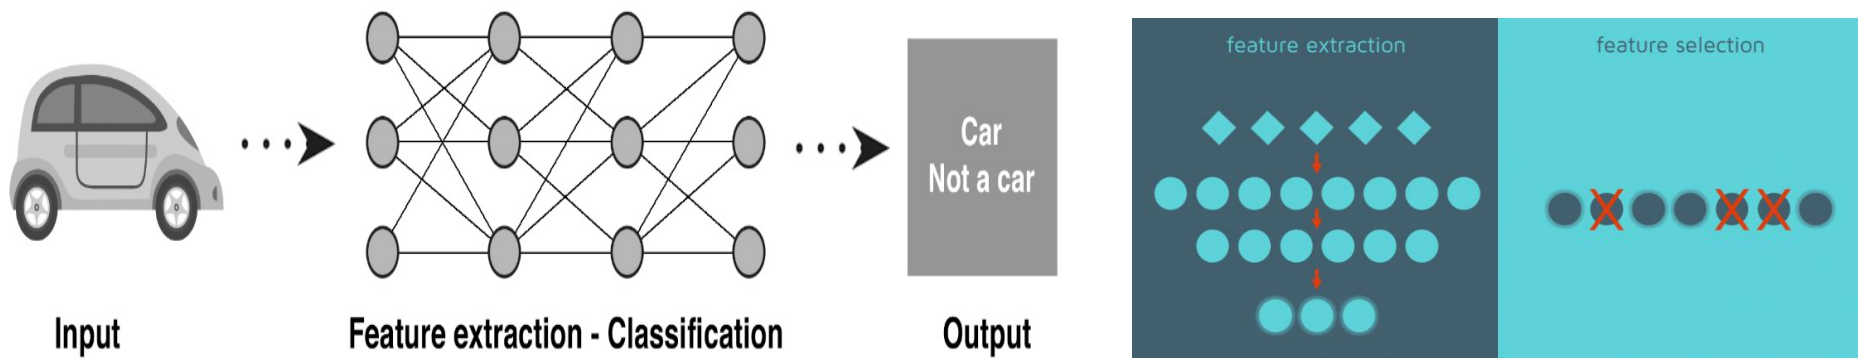 Input
Feature extraction - Classification
Car
Not a car
Output
feature extraction
feature selection